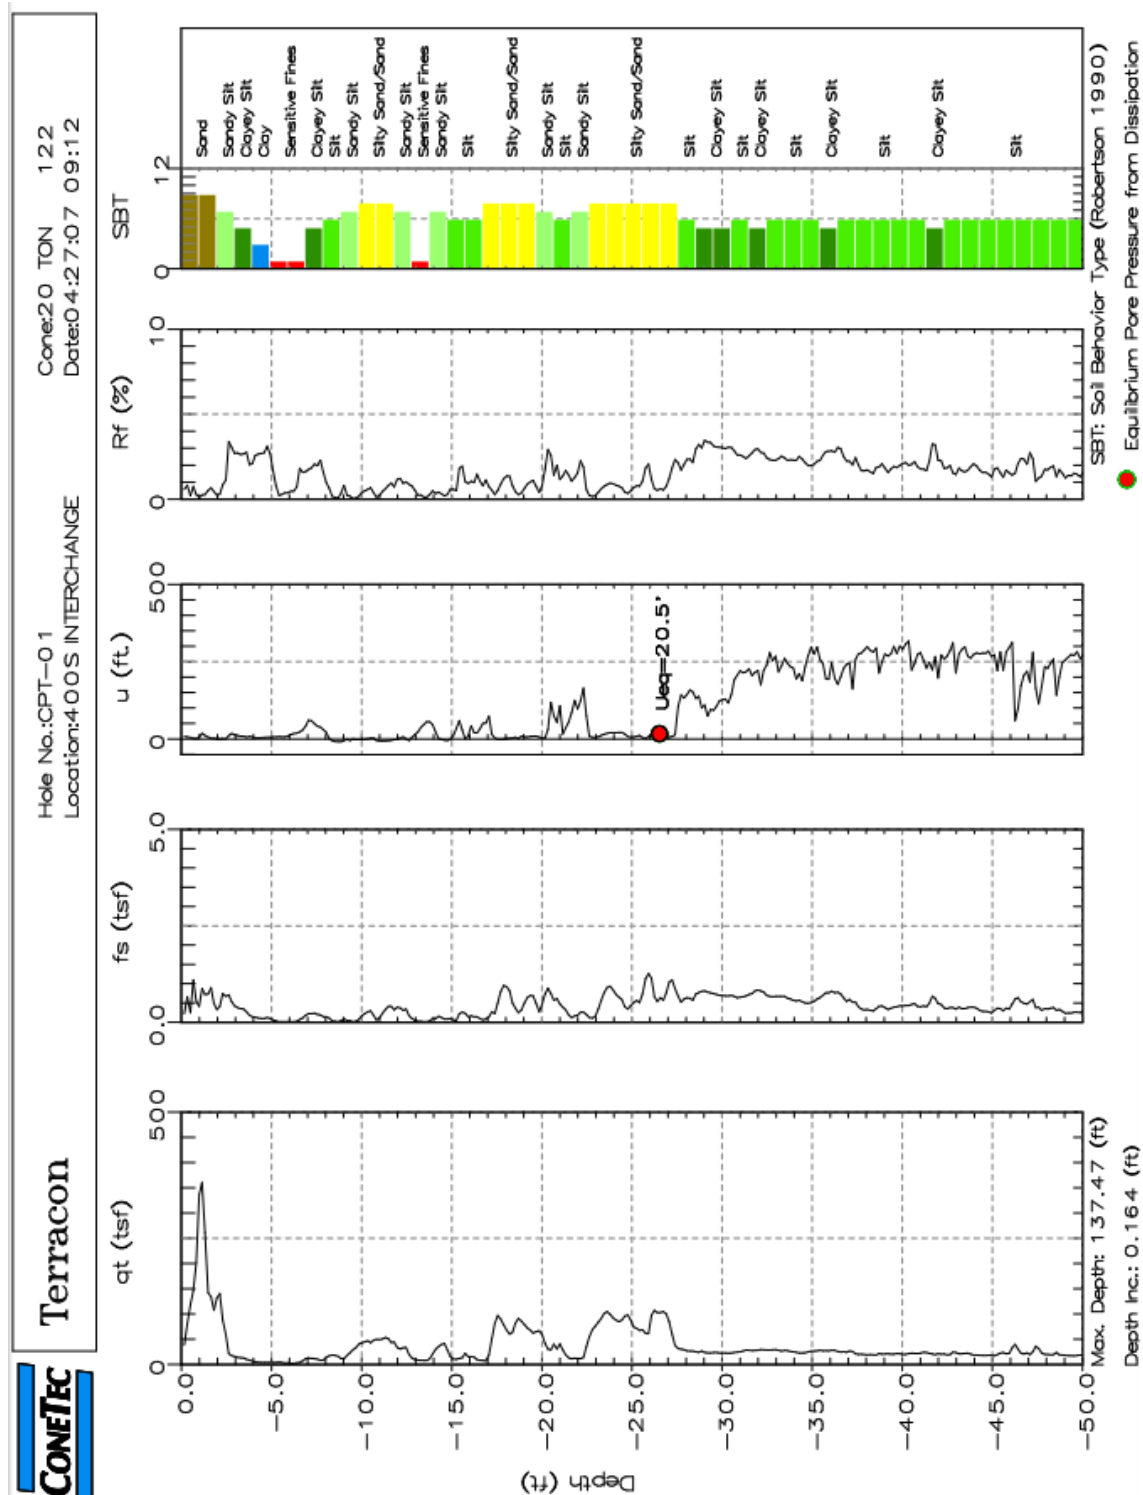 CONETEC
Terracon
Hole No.:CPT-01
Location:400S INTERCHANGE
Cone:20 TON 122
Date:04:27:07 09:12
qt (tsf)
fs (tsf)
u (ft.)
Rf (%)
SBT
0 500
0.0 5.0
0 500
0 10
0 12
Depth (ft)
0.0
-5.0
-10.0
-15.0
-20.0
-25.0
-30.0
-35.0
-40.0
-45.0
-50.0
Ueq=20.5'
Sand
Sandy Silt
Clayey Silt
Clay
Sensitive Fines
Clayey Silt
Silt
Sandy Silt
Silty Sand/Sand
Sandy Silt
Sensitive Fines
Sandy Silt
Silt
Silty Sand/Sand
Sandy Silt
Silt
Sandy Silt
Silty Sand/Sand
Silt
Clayey Silt
Silt
Clayey Silt
Silt
Clayey Silt
Silt
Clayey Silt
Silt
Max. Depth: 137.47 (ft)
Depth Inc.: 0.164 (ft)
SBT: Soil Behavior Type (Robertson 1990)
Equilibrium Pore Pressure from Dissipation